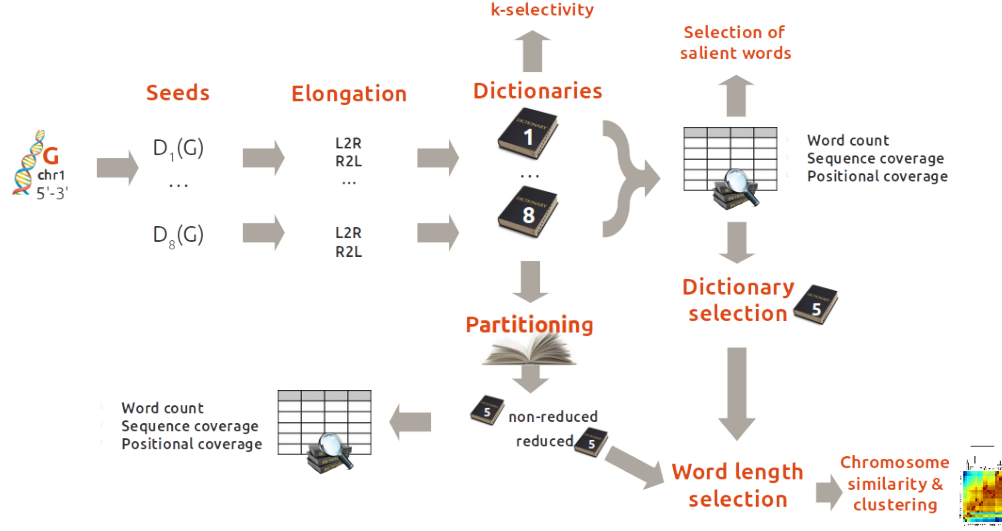 k-selectivity
Selection of
salient words
Seeds
Elongation
Dictionaries
G
chr1
5'-3'
D₁(G)
...
D₈(G)
L2R
R2L
...
L2R
R2L
DICTIONARY
1
...
DICTIONARY
8
Word count
Sequence coverage
Positional coverage
Dictionary
selection
5
Partitioning
5
non-reduced
reduced
5
Word count
Sequence coverage
Positional coverage
Word length
selection
Chromosome
similarity &
clustering